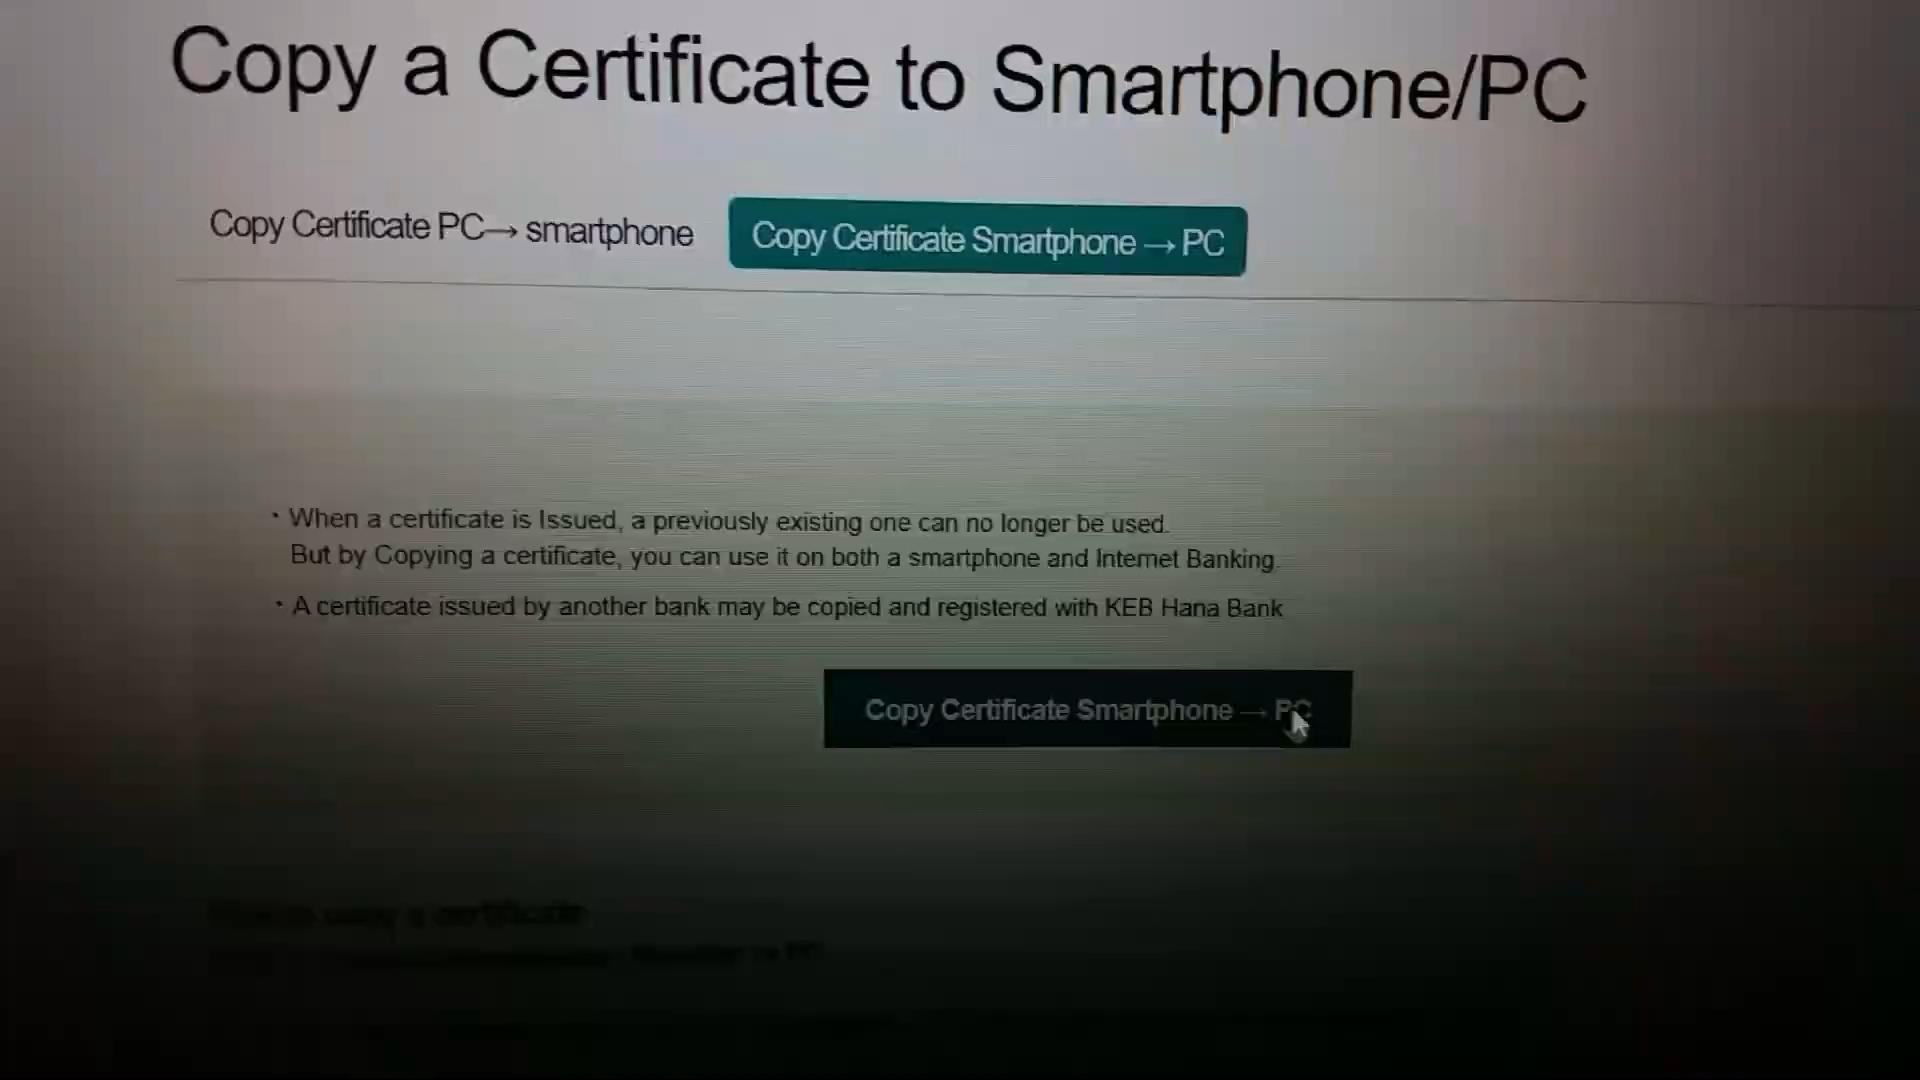 Copy a Certificate to Smartphone/PC
Copy Certificate PC→ smartphone
Copy Certificate Smartphone → PC
· When a certificate is Issued, a previously existing one can no longer be used.
But by Copying a certificate, you can use it on both a smartphone and Internet Banking.
· A certificate issued by another bank may be copied and registered with KEB Hana Bank
Copy Certificate Smartphone → PC
copy a certificate